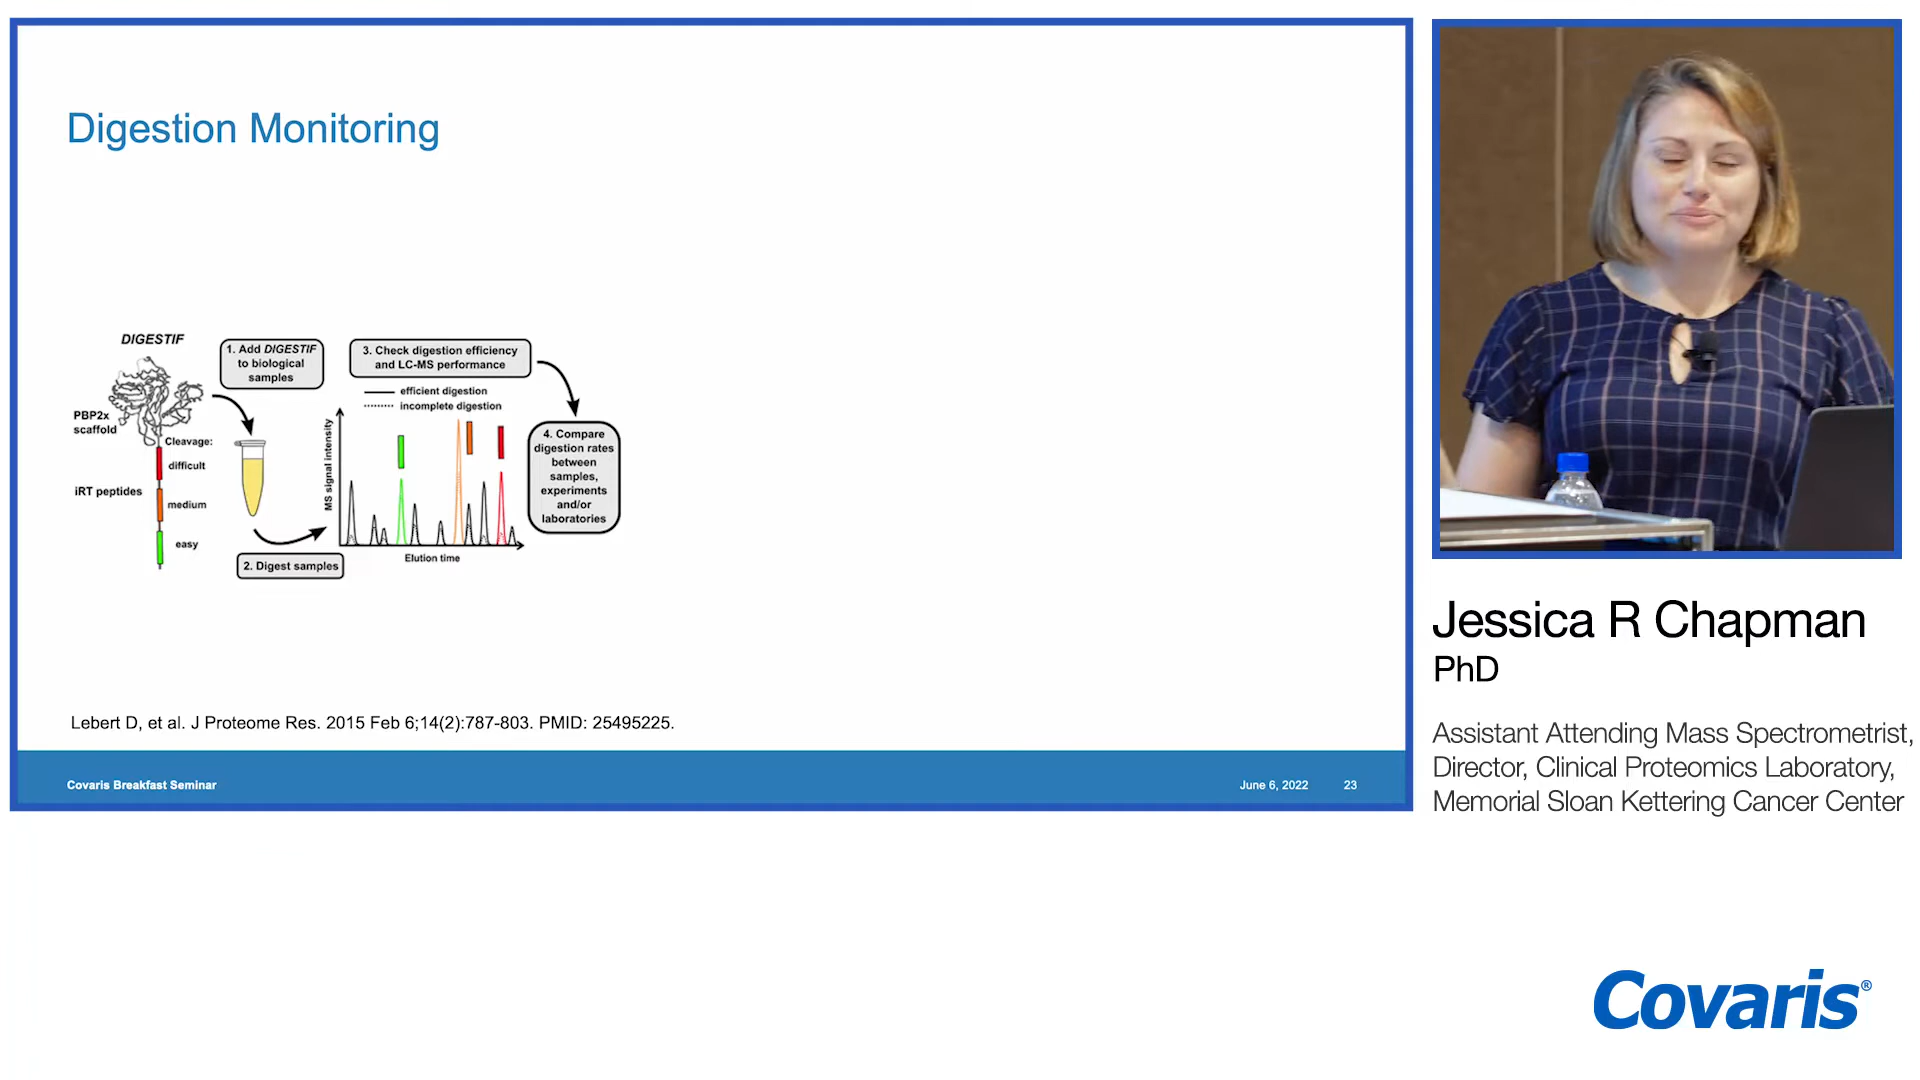 Digestion Monitoring
DIGESTIF
PBP2x
scaffold
Cleavage:
difficult
iRT peptides
medium
easy
1. Add DIGESTIF
to biological
samples
2. Digest samples
3. Check digestion efficiency
and LC-MS performance
efficient digestion
incomplete digestion
MS signal intensity
Elution time
4. Compare
digestion rates
between
samples,
experiments
and/or
laboratories
Lebert D, et al. J Proteome Res. 2015 Feb 6;14(2):787-803. PMID: 25495225.
Covaris Breakfast Seminar
June 6, 2022
23
Jessica R Chapman
PhD
Assistant Attending Mass Spectrometrist,
Director, Clinical Proteomics Laboratory,
Memorial Sloan Kettering Cancer Center
Covaris®